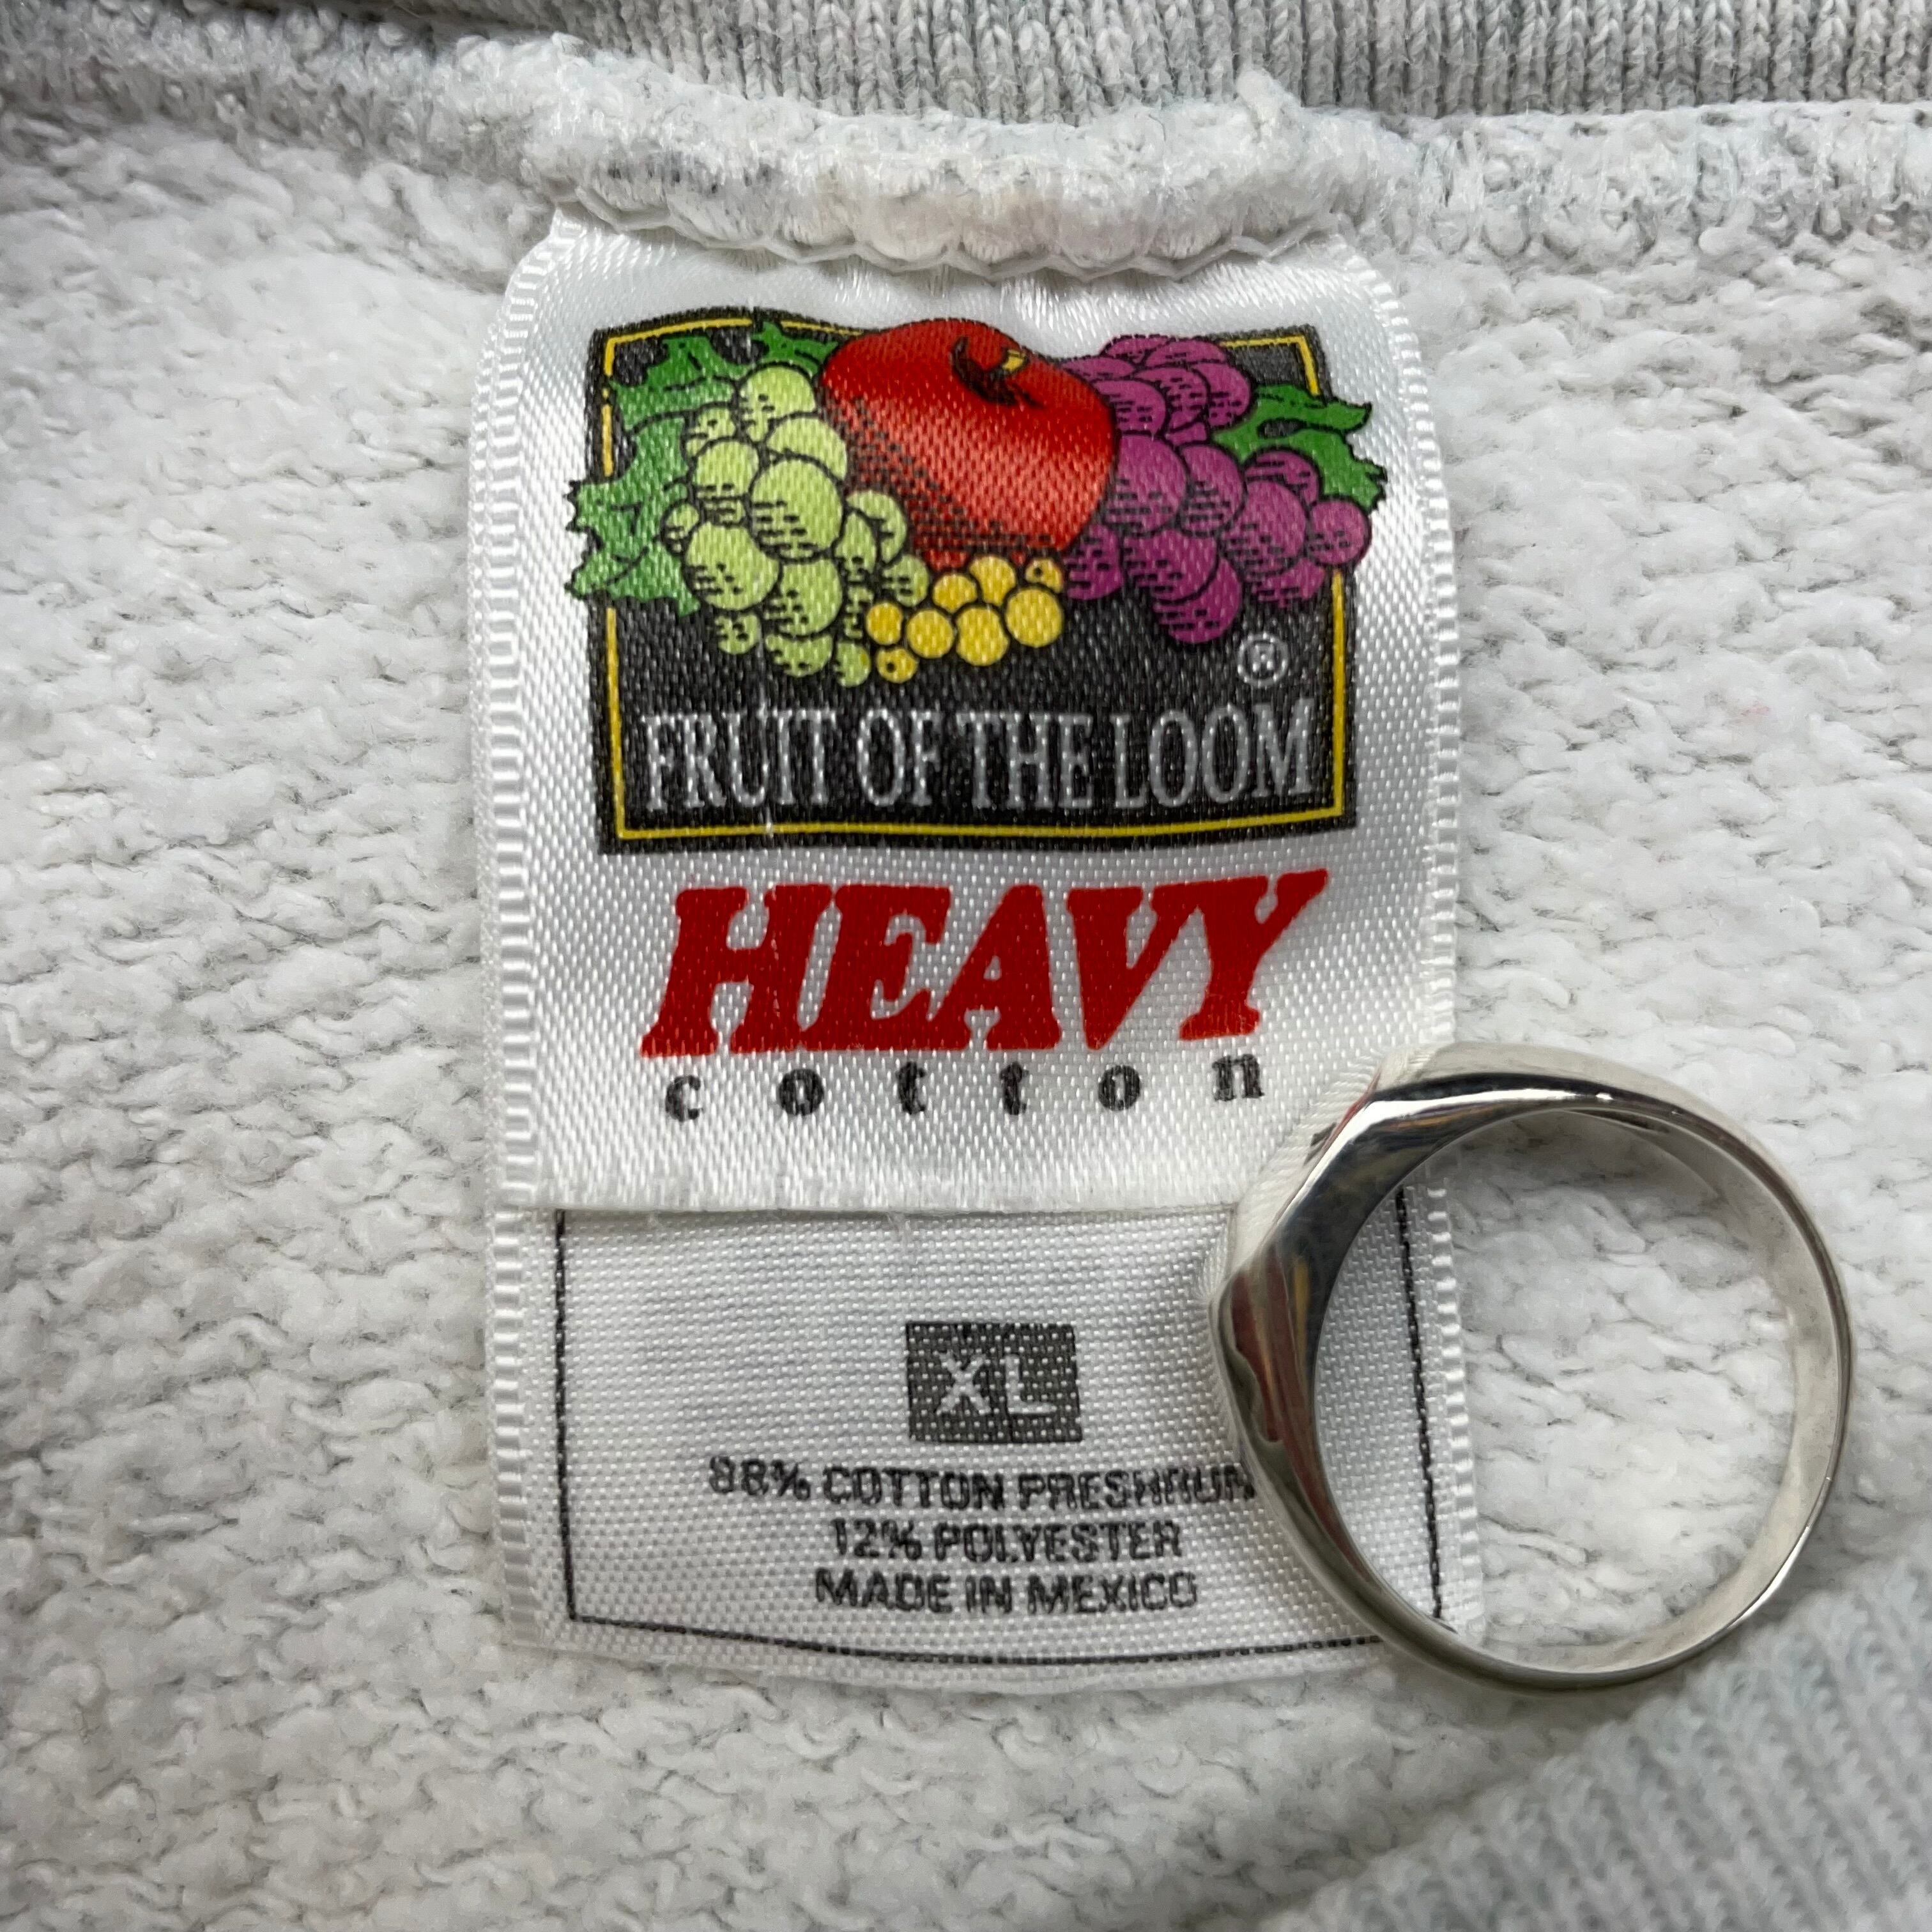 ®
FRUIT OF THE LOOM
HEAVY
cotton
XL
88% COTTON PRESHRUN
12% POLYESTER
MADE IN MEXICO